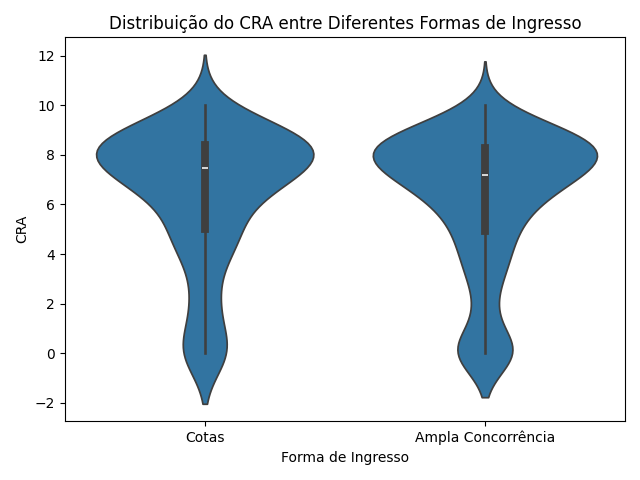 Distribuição do CRA entre Diferentes Formas de Ingresso
12
10
8
6
4
2
0
−2
CRA
Cotas
Ampla Concorrência
Forma de Ingresso